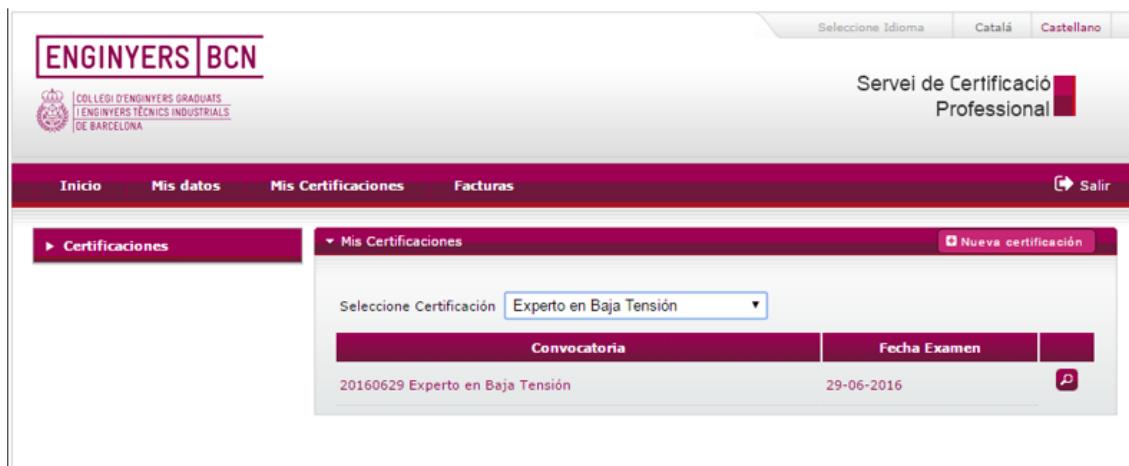 Seleccione Idioma Catalá Castellano
ENGINYERS BCN
COL·LEGI D'ENGINYERS GRADUATS
I ENGINYERS TÈCNICS INDUSTRIALS
DE BARCELONA
Servei de Certificació
Professional
Inicio Mis datos Mis Certificaciones Facturas Salir
Certificaciones
Mis Certificaciones Nueva certificación
Seleccione Certificación Experto en Baja Tensión
Convocatoria Fecha Examen
20160629 Experto en Baja Tensión 29-06-2016